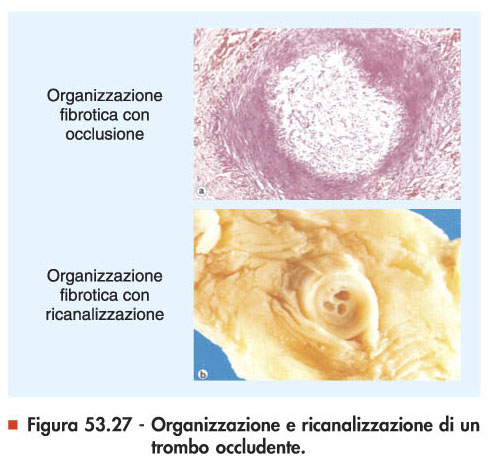 Organizzazione
fibrotica con
occlusione
a
Organizzazione
fibrotica con
ricanalizzazione
b
Figura 53.27 - Organizzazione e ricanalizzazione di un
trombo occludente.